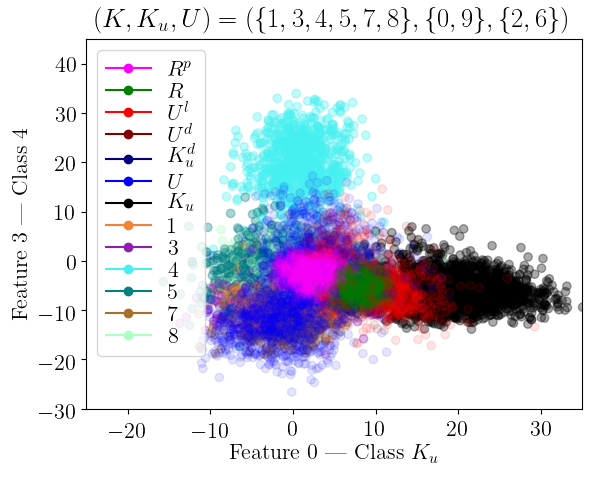 (K, K_u, U) = ({1, 3, 4, 5, 7, 8}, {0, 9}, {2, 6})
Feature 3 — Class 4
40
30
20
10
0
−10
−20
−30
R^p
R
U^l
U^d
K_u^d
U
K_u
1
3
4
5
7
8
−20
−10
0
10
20
30
Feature 0 — Class K_u